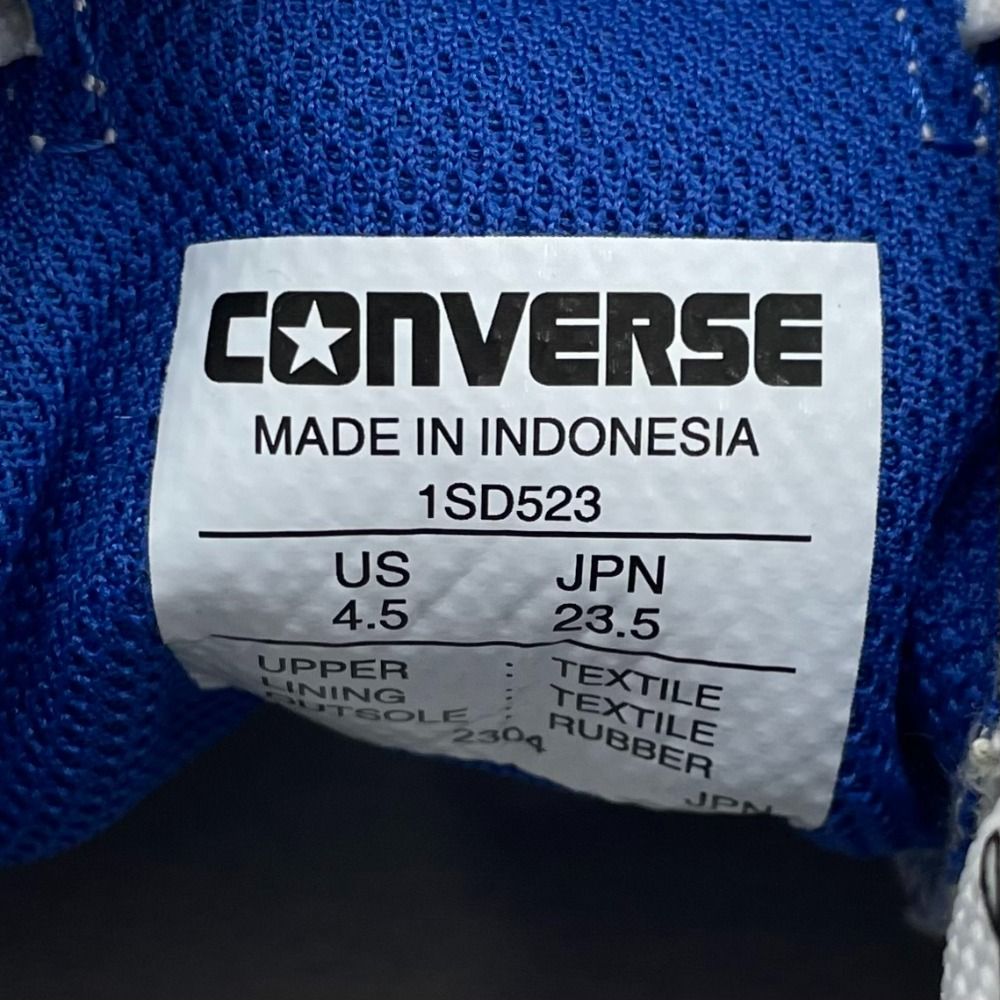 CONVERSE
MADE IN INDONESIA
1SD523
US JPN
4.5 23.5
UPPER : TEXTILE
LINING : TEXTILE
OUTSOLE : RUBBER
2304
JPN